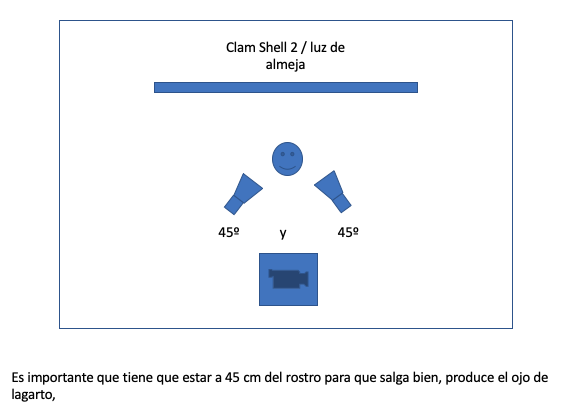 Clam Shell 2 / luz de
almeja
45º y 45º
Es importante que tiene que estar a 45 cm del rostro para que salga bien, produce el ojo de
lagarto,